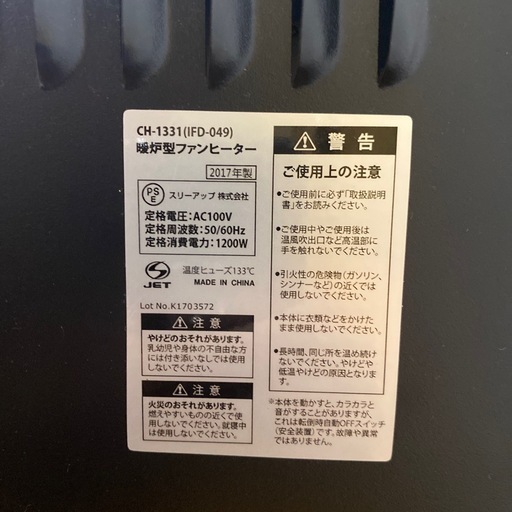 CH-1331(IFD-049)
暖炉型ファンヒーター
2017年製
PS
E
スリーアップ 株式会社
定格電圧:AC100V
定格周波数:50/60Hz
定格消費電力:1200W
S
JET
温度ヒューズ133℃
MADE IN CHINA
Lot No.K1703572
注意
やけどのおそれがあります。
乳幼児や身体の不自由な方
には付き添いなしでは使用し
ないでください。
注意
火災のおそれがあります。
燃えやすいものの近くで使
用しないでください。就寝中
は使用しないでください。
警告
ご使用上の注意
●ご使用前に必ず「取扱説明
書」をお読みください。
●ご使用中やご使用後は
温風吹出口など高温部に
手を触れないでください。
●引火性の危険物(ガソリン、
シンナーなど)の近くでは
使用しないでください。
●本体に衣類などをかけた
まま使用しないでください。
●長時間、同じ所を温め続け
ないでください。やけどや
低温やけどの原因となりま
す。
※本体を動かすと、カラカラと
音がすることがありますが、
これは転倒時自動OFFスイッチ
(安全装置)です。故障や異常
ではありません。